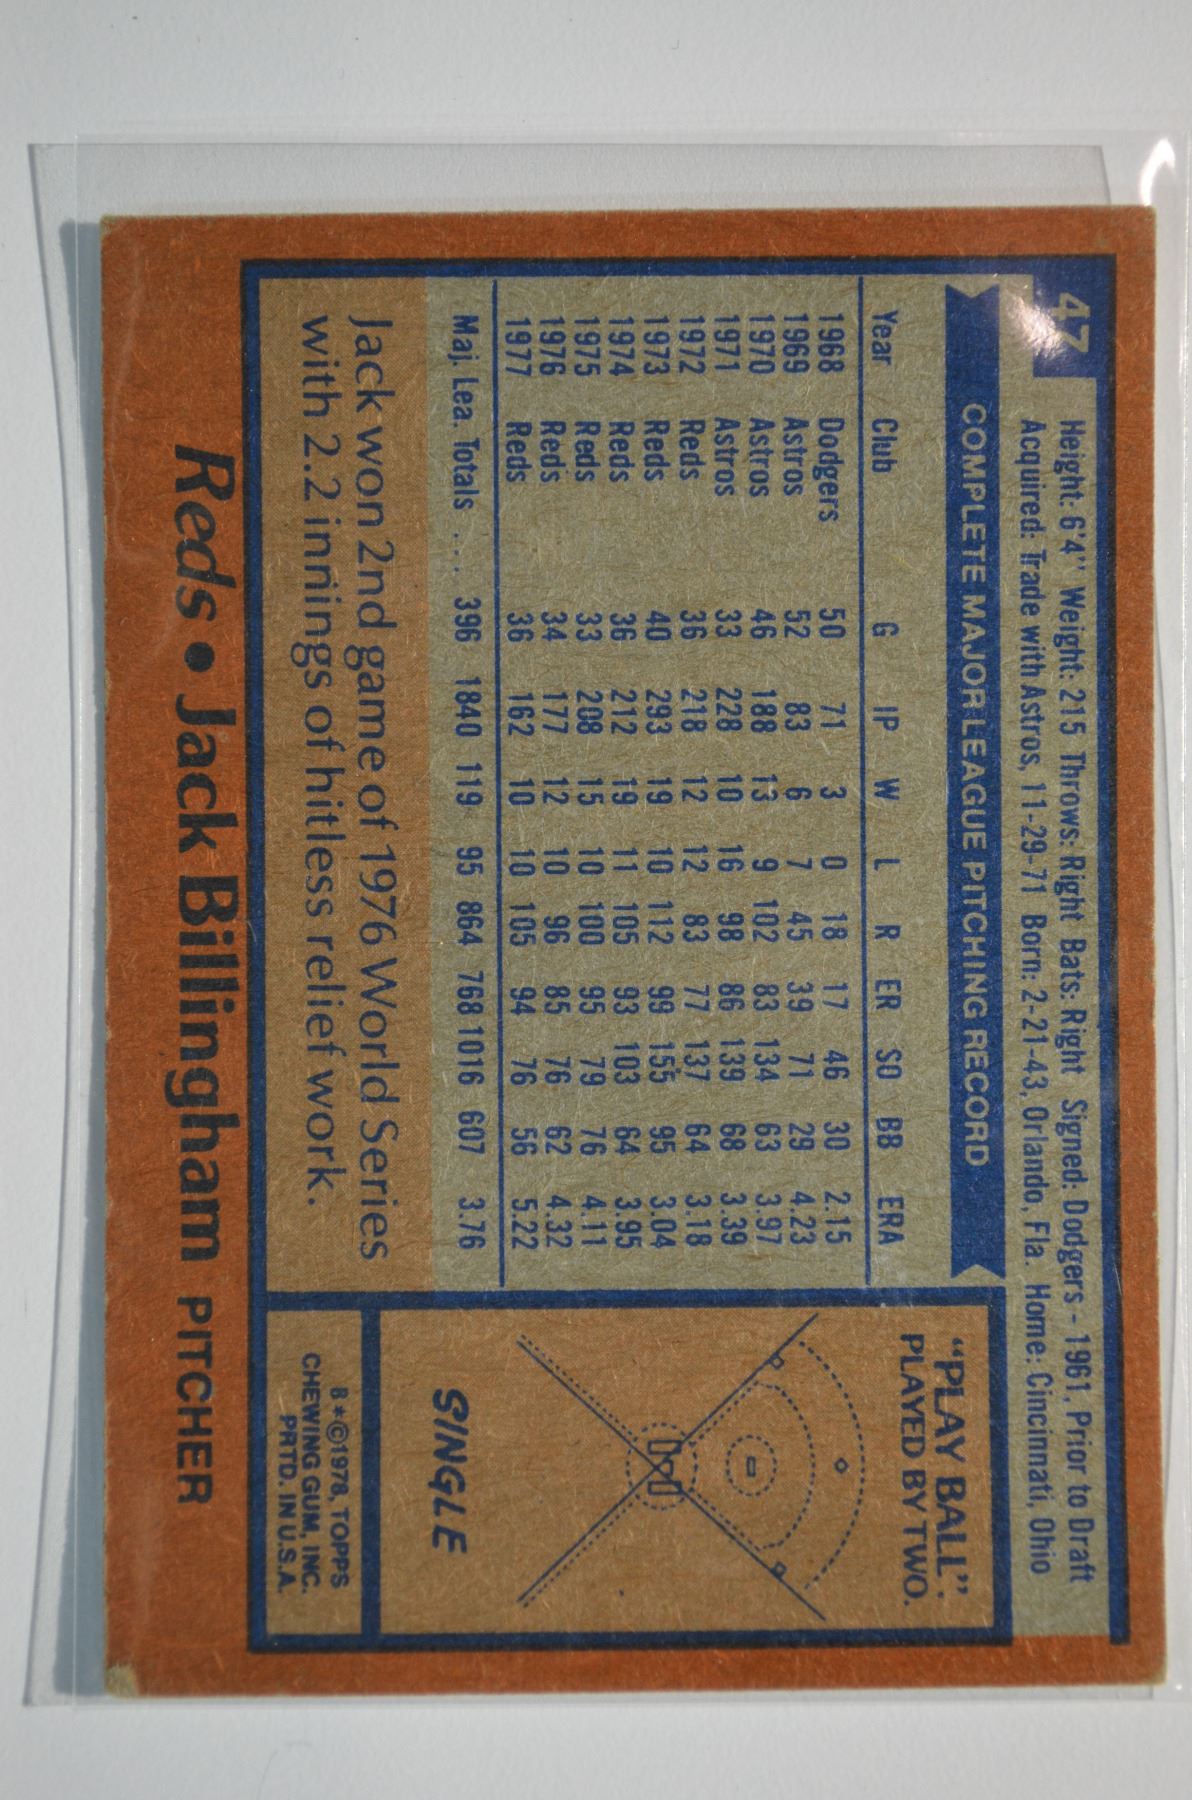 47
Height: 6'4" Weight: 215 Throws: Right Bats: Right Signed: Dodgers - 1961, Prior to Draft
Acquired: Trade with Astros, 11-29-71 Born: 2-21-43, Orlando, Fla. Home: Cincinnati, Ohio
COMPLETE MAJOR LEAGUE PITCHING RECORD
Year Club G IP W L R ER SO BB ERA
1968 Dodgers 50 71 3 0 18 17 46 30 2.15
1969 Astros 52 83 6 7 45 39 71 29 4.23
1970 Astros 46 188 13 9 102 83 134 63 3.97
1971 Astros 33 228 10 16 98 86 139 68 3.39
1972 Reds 36 218 12 12 83 77 137 64 3.18
1973 Reds 40 293 19 10 112 99 155 95 3.04
1974 Reds 36 212 19 11 105 93 103 64 3.95
1975 Reds 33 208 15 10 100 95 79 76 4.11
1976 Reds 34 177 12 10 96 85 76 62 4.32
1977 Reds 36 162 10 10 105 94 76 56 5.22
Maj. Lea. Totals ... 396 1840 119 95 864 768 1016 607 3.76
Jack won 2nd game of 1976 World Series
with 2.2 innings of hitless relief work.
"PLAY BALL":
PLAYED BY TWO.
SINGLE
8*©1978, TOPPS
CHEWING GUM, INC.
PRTD. IN U.S.A.
Reds • Jack Billingham PITCHER